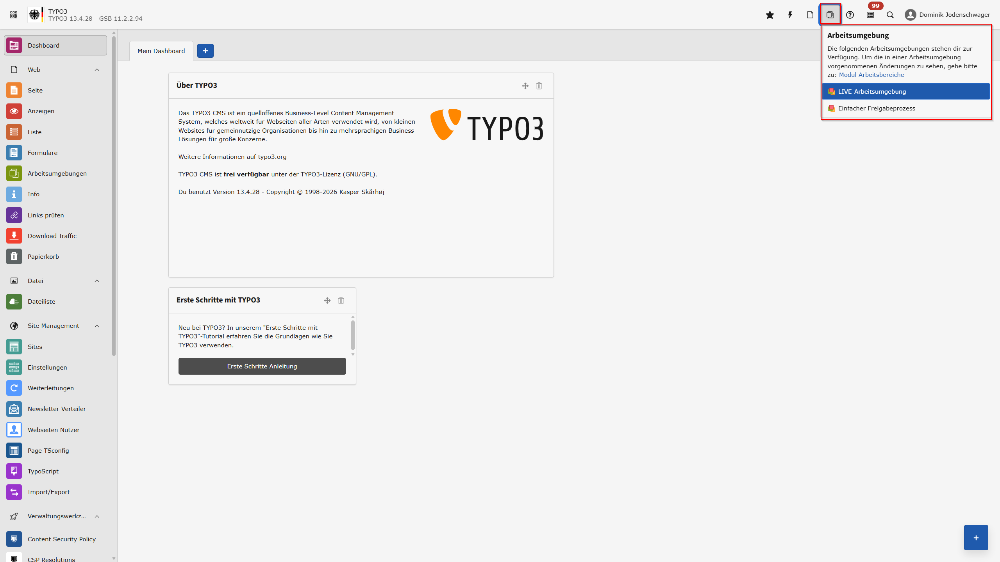 TYPO3
TYPO3 13.4.28 - GSB 11.2.2.94
99
Dominik Jodenschwager
Arbeitsumgebung
Die folgenden Arbeitsumgebungen stehen dir zur
Verfügung. Um die in einer Arbeitsumgebung
vorgenommenen Änderungen zu sehen, gehe bitte
zu: Modul Arbeitsbereiche
LIVE-Arbeitsumgebung
Einfacher Freigabeprozess
Dashboard
Web
Seite
Anzeigen
Liste
Formulare
Arbeitsumgebungen
Info
Links prüfen
Download Traffic
Papierkorb
Datei
Dateiliste
Site Management
Sites
Einstellungen
Weiterleitungen
Newsletter Verteiler
Webseiten Nutzer
Page TSconfig
TypoScript
Import/Export
Verwaltungswerkz...
Content Security Policy
CSP Resolutions
Mein Dashboard
Über TYPO3
Das TYPO3 CMS ist ein quelloffenes Business-Level Content Management
System, welches weltweit für Webseiten aller Arten verwendet wird, von kleinen
Websites für gemeinnützige Organisationen bis hin zu mehrsprachigen Business-
Lösungen für große Konzerne.
Weitere Informationen auf typo3.org
TYPO3 CMS ist frei verfügbar unter der TYPO3-Lizenz (GNU/GPL).
Du benutzt Version 13.4.28 - Copyright © 1998-2026 Kasper Skårhøj
TYPO3
Erste Schritte mit TYPO3
Neu bei TYPO3? In unserem "Erste Schritte mit
TYPO3"-Tutorial erfahren Sie die Grundlagen wie Sie
TYPO3 verwenden.
Erste Schritte Anleitung